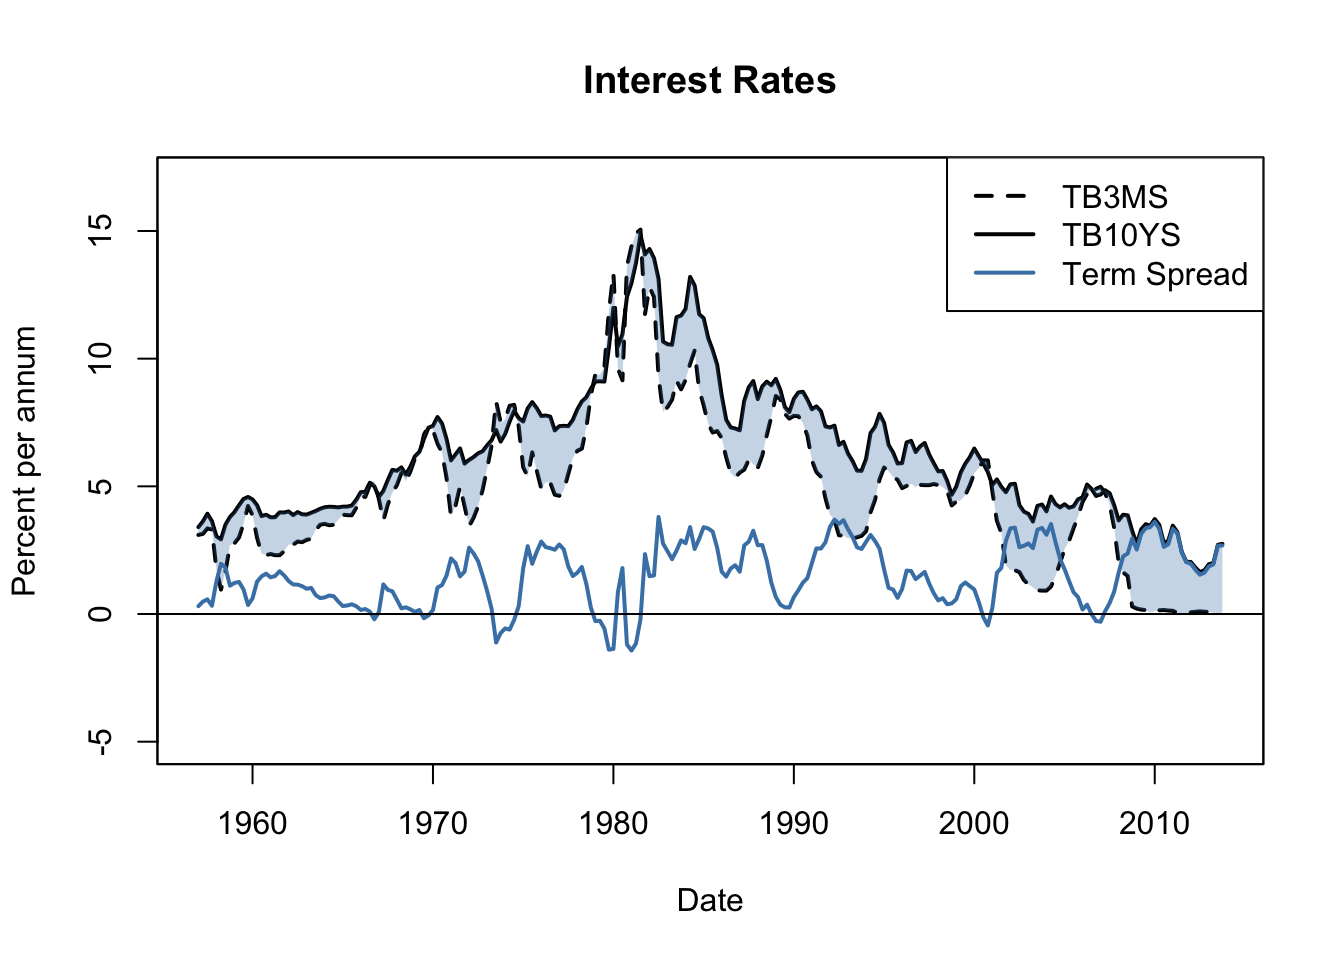 Interest Rates
TB3MS
TB10YS
Term Spread
Percent per annum
15
10
5
0
-5
1960
1970
1980
1990
2000
2010
Date